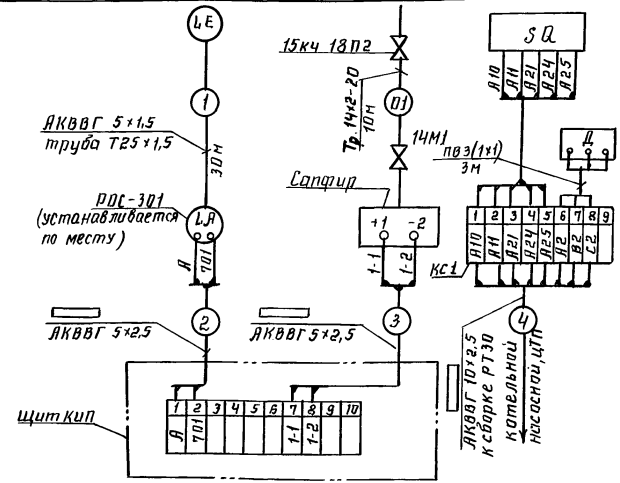 LE
1
АКВВГ 5×1,5
труба Т25×1,5
30м
РОС-301
(устанавливается
по месту)
LA
А
701
2
АКВВГ 5×2,5
15кч 18п2
Тр 14×2-20
10м
01
14М1
Сапфир
+1 -2
1-1
1-2
3
АКВВГ 5×2,5
SQ
А10 А11 А21 А24 А25
Д
ПВ3(1×1)
3м
1 2 3 4 5 6 7 8 9
А10 А11 А21 А24 А25 А2 В2 С2
КС1
4
АКВВГ 10×2,5
к сборке РТ30
котельной
насосной, ЦТП
Щит КИП
1 2 3 4 5 6 7 8 9 10
А 701 1-1 1-2